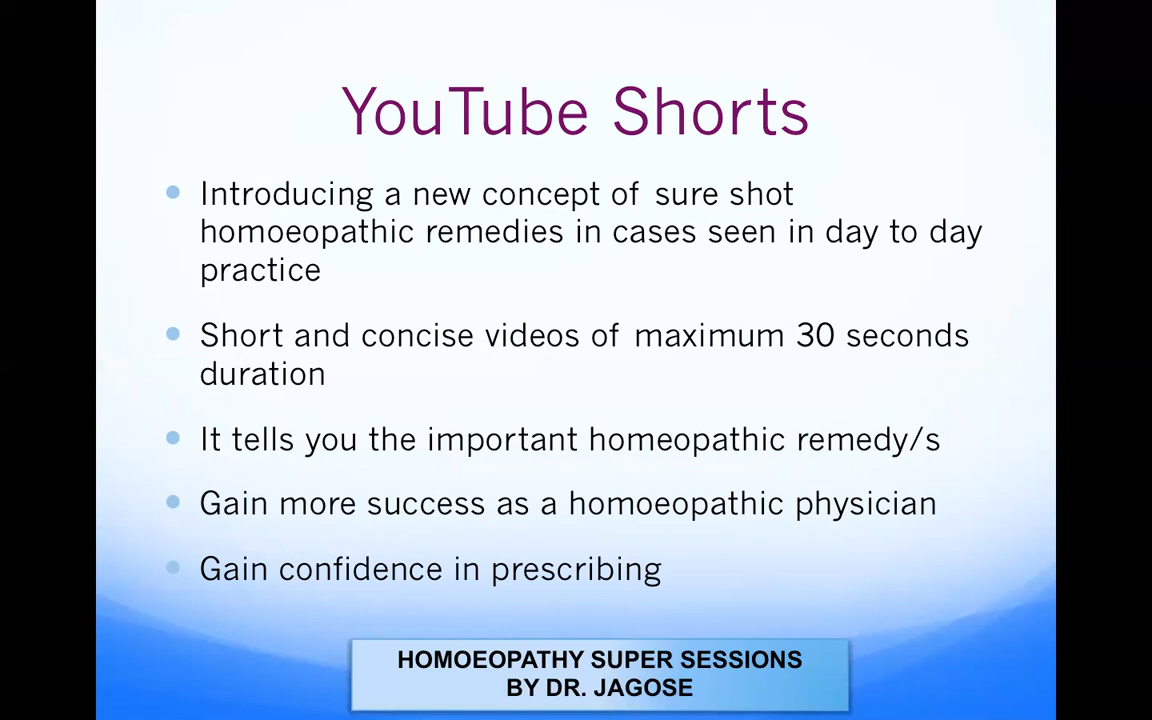 YouTube Shorts
Introducing a new concept of sure shot
homoeopathic remedies in cases seen in day to day
practice
Short and concise videos of maximum 30 seconds
duration
It tells you the important homeopathic remedy/s
Gain more success as a homoeopathic physician
Gain confidence in prescribing
HOMOEOPATHY SUPER SESSIONS
BY DR. JAGOSE